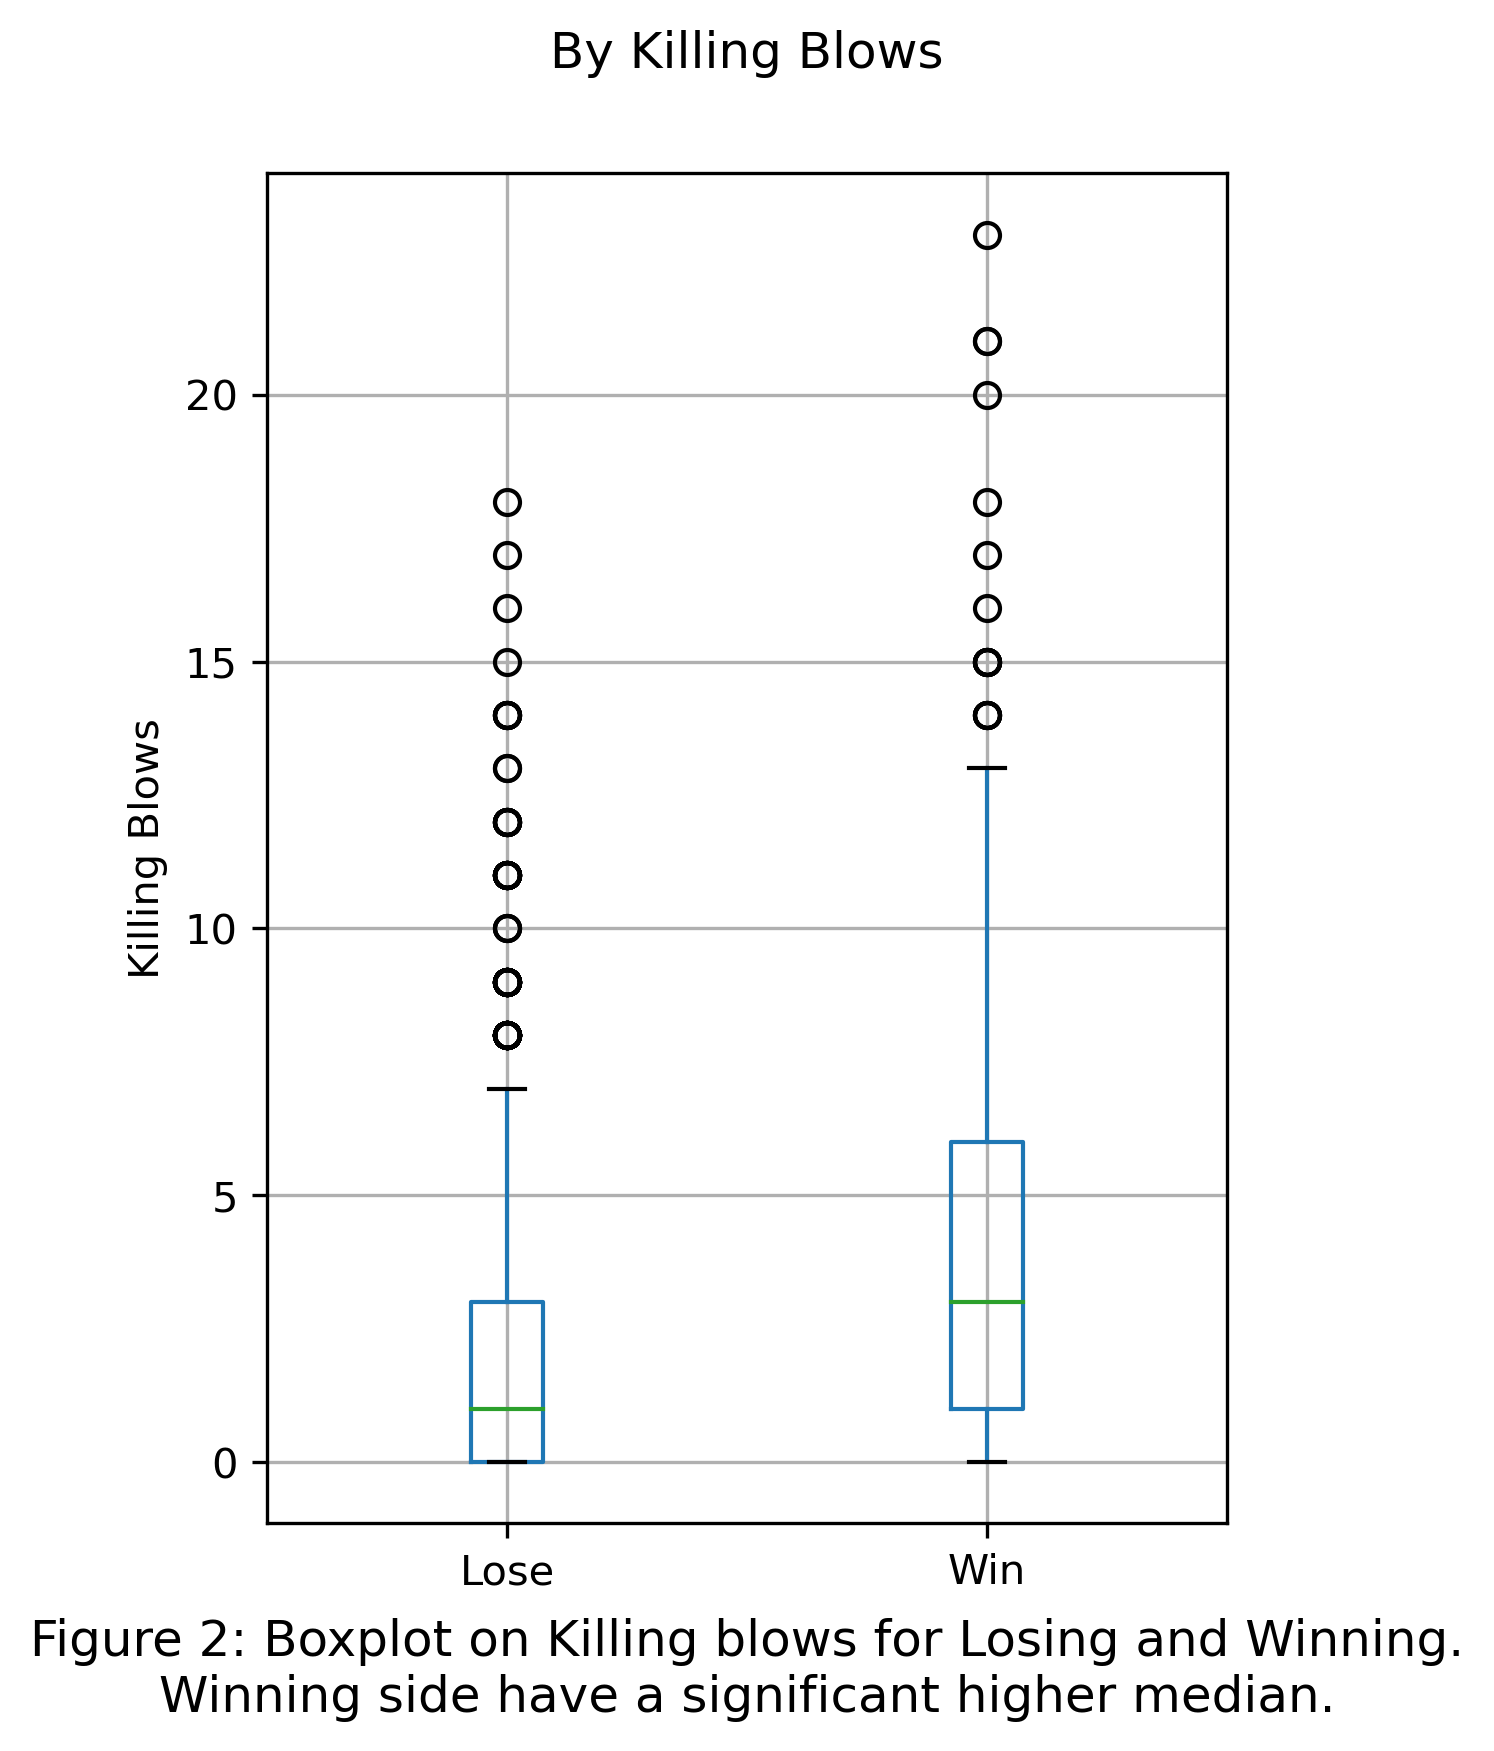 By Killing Blows
Killing Blows
20
15
10
5
0
Lose
Win
Figure 2: Boxplot on Killing blows for Losing and Winning.
Winning side have a significant higher median.